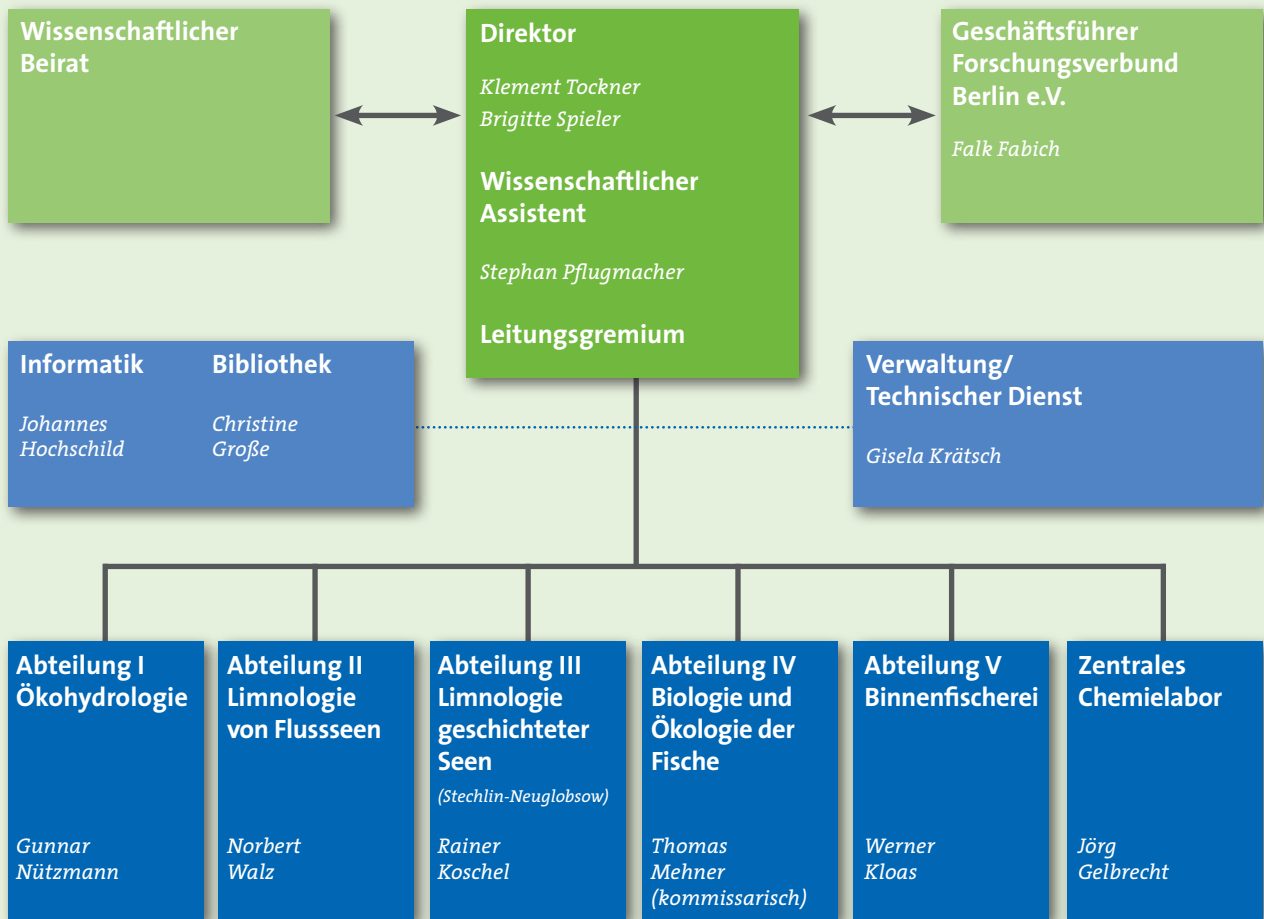 Wissenschaftlicher
Beirat
Direktor
Klement Tockner
Brigitte Spieler
Wissenschaftlicher
Assistent
Stephan Pflugmacher
Leitungsgremium
Geschäftsführer
Forschungsverbund
Berlin e.V.
Falk Fabich
Informatik
Johannes
Hochschild
Bibliothek
Christine
Große
Verwaltung/
Technischer Dienst
Gisela Krätsch
Abteilung I
Ökohydrologie
Gunnar
Nützmann
Abteilung II
Limnologie
von Flussseen
Norbert
Walz
Abteilung III
Limnologie
geschichteter
Seen
(Stechlin-Neuglobsow)
Rainer
Koschel
Abteilung IV
Biologie und
Ökologie der
Fische
Thomas
Mehner
(kommissarisch)
Abteilung V
Binnenfischerei
Werner
Kloas
Zentrales
Chemielabor
Jörg
Gelbrecht